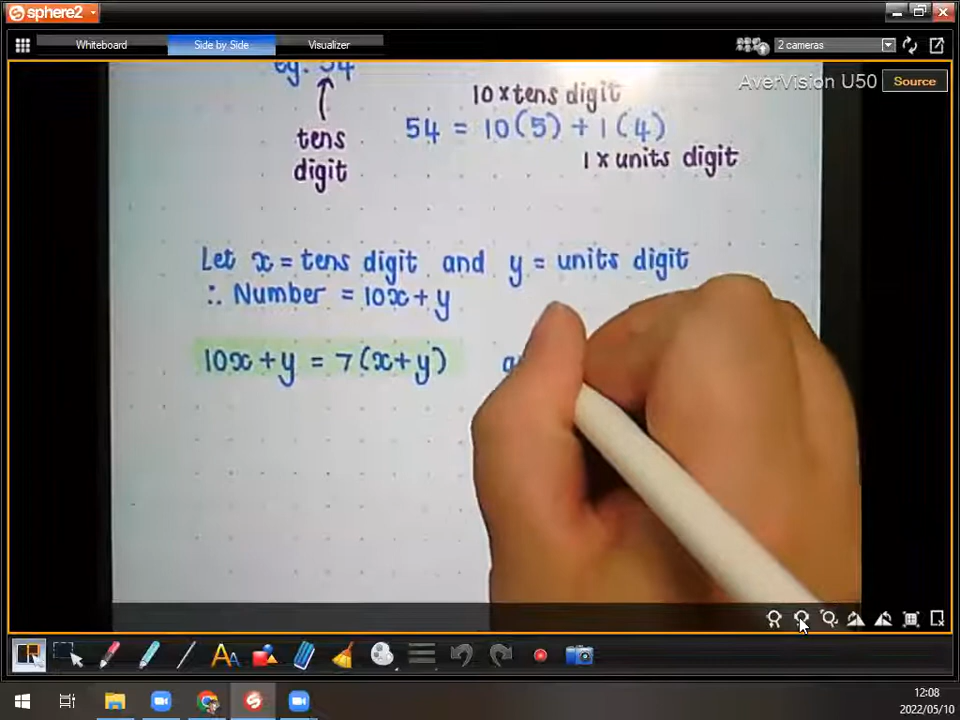 sphere2
Whiteboard
Side by Side
Visualizer
2 cameras
AverVision U50
Source
eg. 54
10 x tens digit
tens
digit
54 = 10(5) + 1(4)
1 x units digit
Let x = tens digit and y = units digit
∴ Number = 10x + y
10x + y = 7(x+y)
12:08
2022/05/10